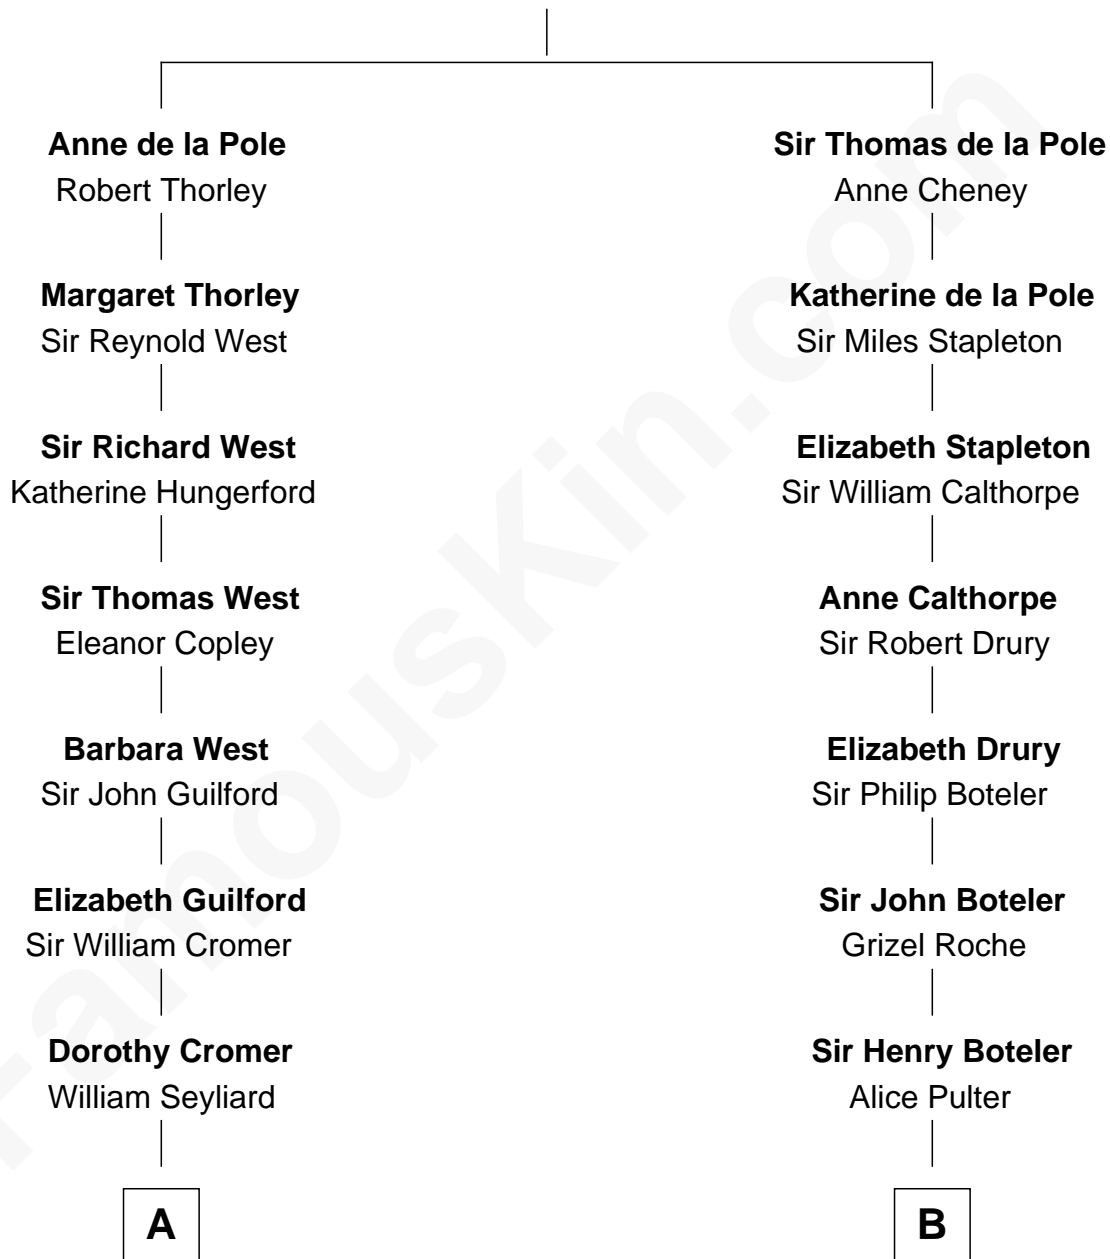 Anne de la Pole
Robert Thorley
Margaret Thorley
Sir Reynold West
Sir Richard West
Katherine Hungerford
Sir Thomas West
Eleanor Copley
Barbara West
Sir John Guilford
Elizabeth Guilford
Sir William Cromer
Dorothy Cromer
William Seyliard
A
Sir Thomas de la Pole
Anne Cheney
Katherine de la Pole
Sir Miles Stapleton
Elizabeth Stapleton
Sir William Calthorpe
Anne Calthorpe
Sir Robert Drury
Elizabeth Drury
Sir Philip Boteler
Sir John Boteler
Grizel Roche
Sir Henry Boteler
Alice Pulter
B
FamousKin.com